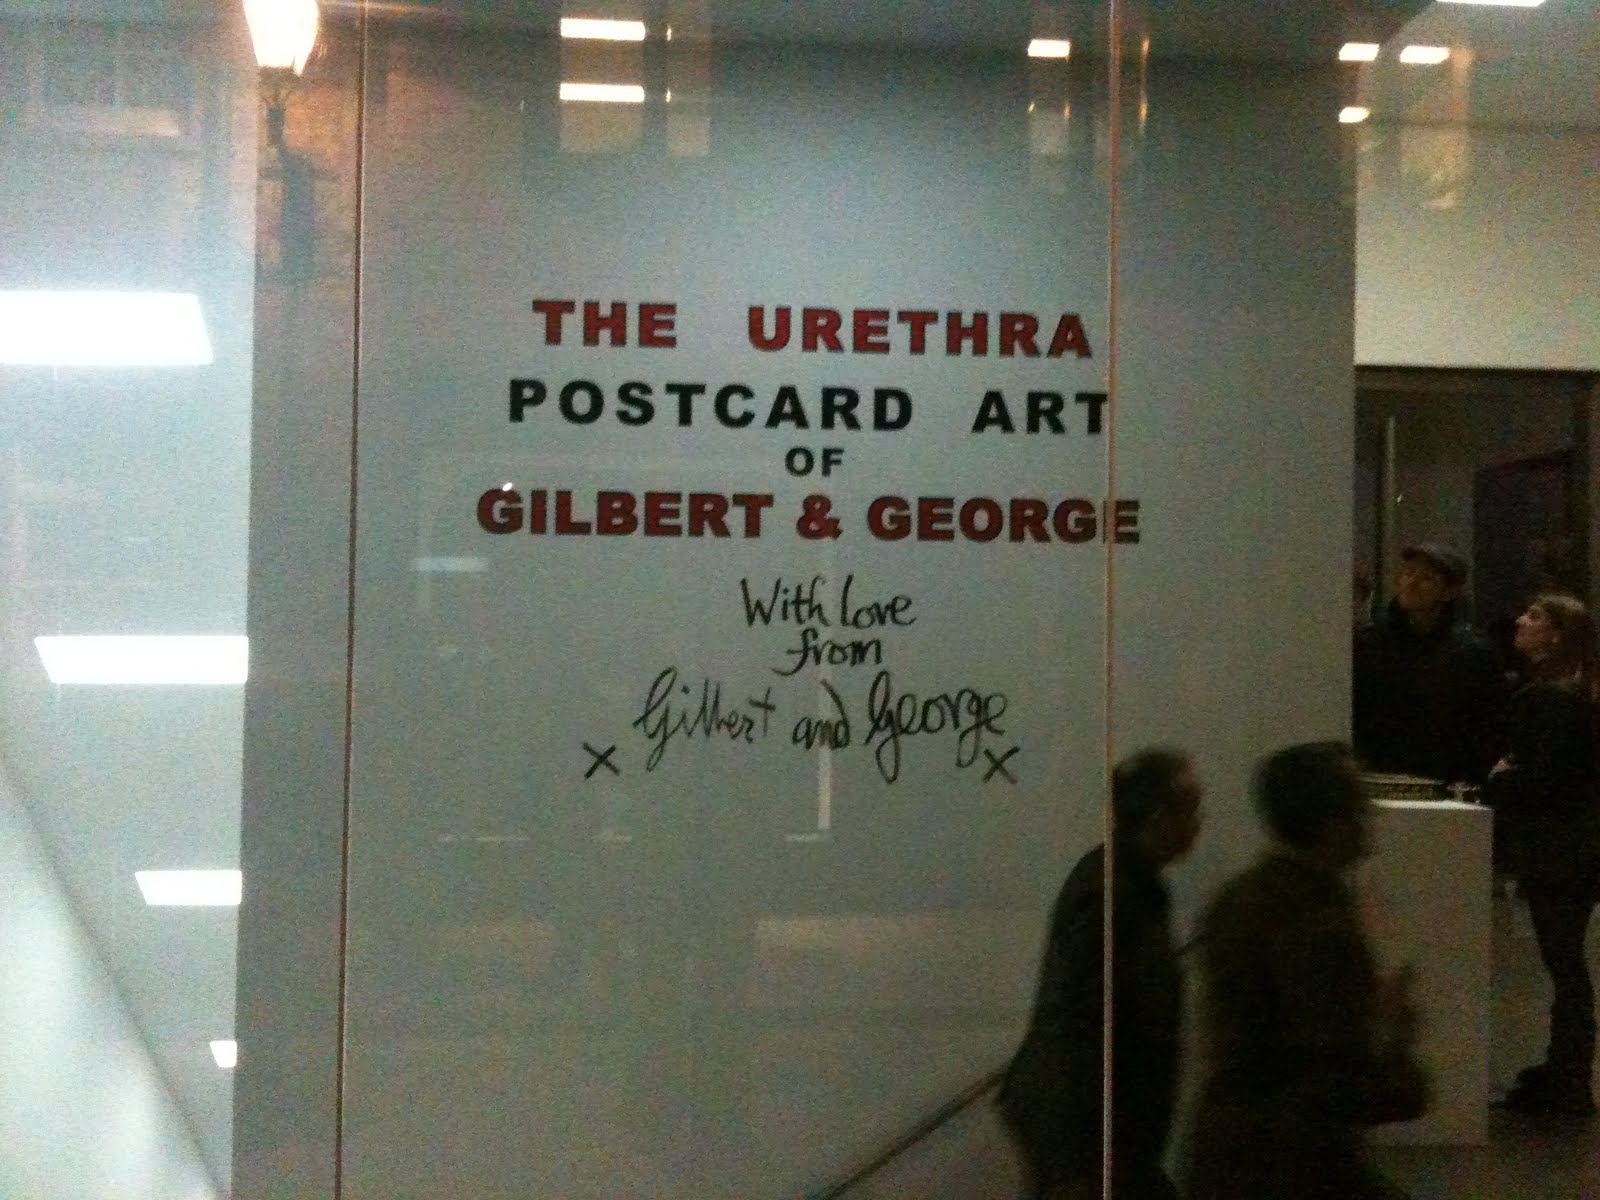 THE URETHRA
POSTCARD ART
OF
GILBERT & GEORGE
With love
from
Gilbert and George
x x